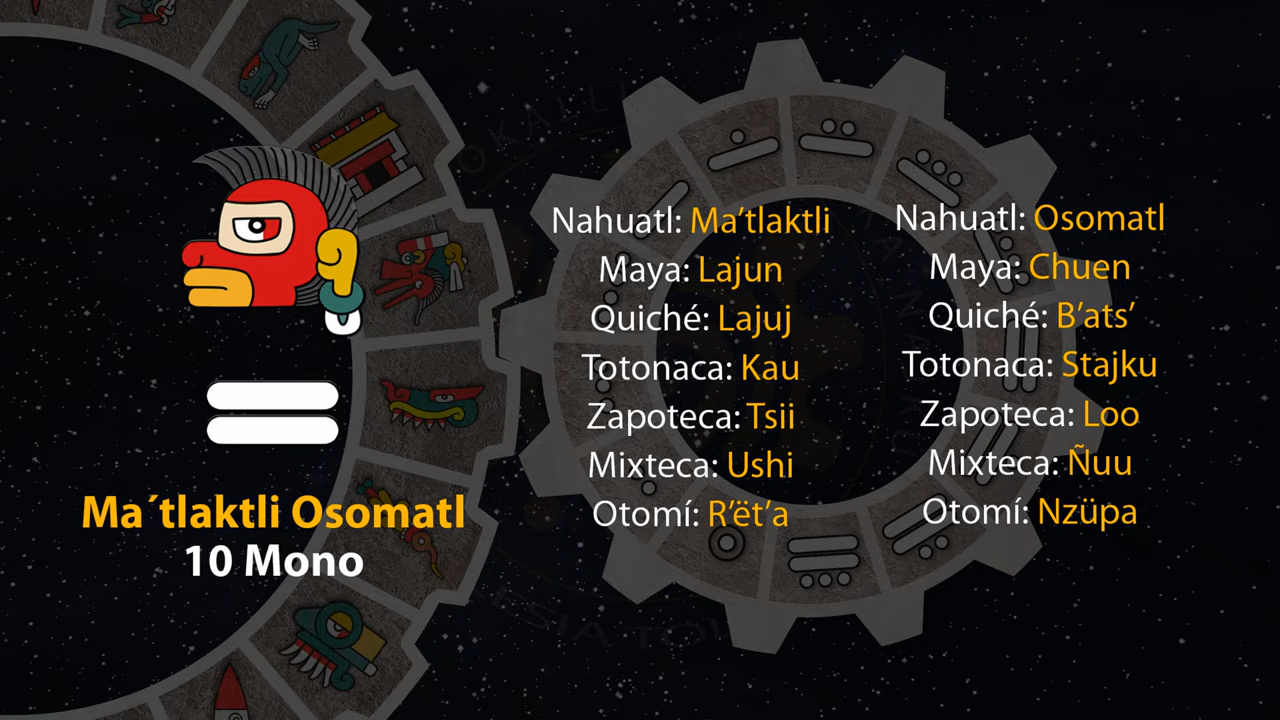 Ma´tlaktli Osomatl
10 Mono
Nahuatl: Ma’tlaktli
Maya: Lajun
Quiché: Lajuj
Totonaca: Kau
Zapoteca: Tsii
Mixteca: Ushi
Otomí: R’ët’a
Nahuatl: Osomatl
Maya: Chuen
Quiché: B’ats’
Totonaca: Stajku
Zapoteca: Loo
Mixteca: Ñuu
Otomí: Nzüpa